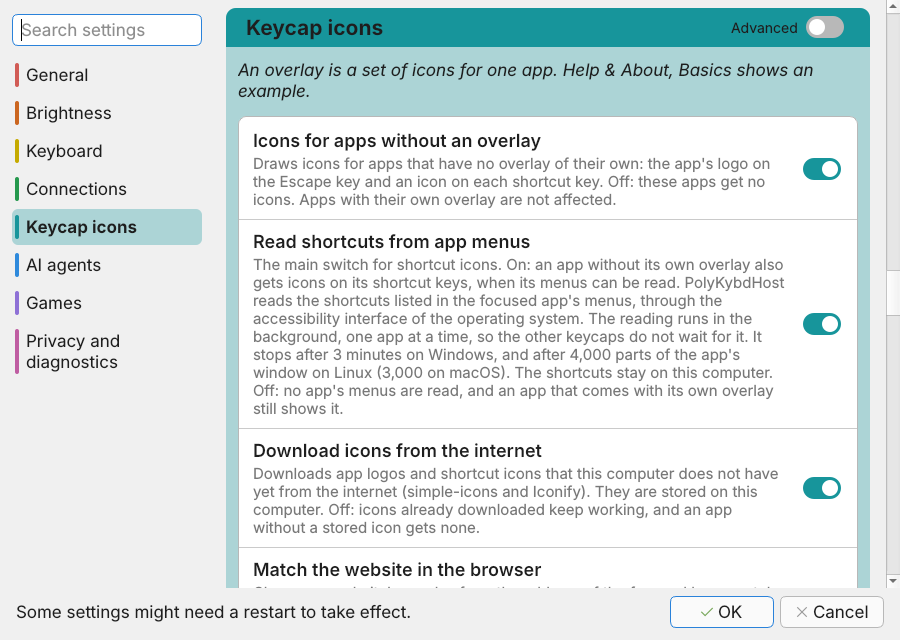 Search settings
General
Brightness
Keyboard
Connections
Keycap icons
AI agents
Games
Privacy and
diagnostics
Keycap icons
Advanced
An overlay is a set of icons for one app. Help & About, Basics shows an
example.
Icons for apps without an overlay
Draws icons for apps that have no overlay of their own: the app's logo on
the Escape key and an icon on each shortcut key. Off: these apps get no
icons. Apps with their own overlay are not affected.
Read shortcuts from app menus
The main switch for shortcut icons. On: an app without its own overlay also
gets icons on its shortcut keys, when its menus can be read. PolyKybdHost
reads the shortcuts listed in the focused app's menus, through the
accessibility interface of the operating system. The reading runs in the
background, one app at a time, so the other keycaps do not wait for it. It
stops after 3 minutes on Windows, and after 4,000 parts of the app's
window on Linux (3,000 on macOS). The shortcuts stay on this computer.
Off: no app's menus are read, and an app that comes with its own overlay
still shows it.
Download icons from the internet
Downloads app logos and shortcut icons that this computer does not have
yet from the internet (simple-icons and Iconify). They are stored on this
computer. Off: icons already downloaded keep working, and an app
without a stored icon gets none.
Match the website in the browser
Some settings might need a restart to take effect.
OK
Cancel